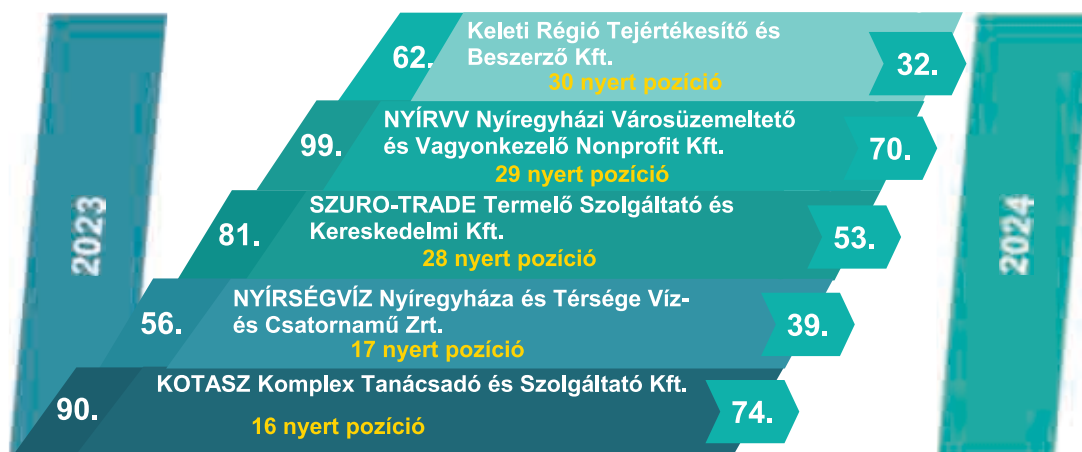 2023
62.
Keleti Régió Tejértékesítő és
Beszerző Kft.
30 nyert pozíció
32.
99.
NYÍRVV Nyíregyházi Városüzemeltető
és Vagyonkezelő Nonprofit Kft.
29 nyert pozíció
70.
81.
SZURO-TRADE Termelő Szolgáltató és
Kereskedelmi Kft.
28 nyert pozíció
53.
56.
NYÍRSÉGVÍZ Nyíregyháza és Térsége Víz-
és Csatornamű Zrt.
17 nyert pozíció
39.
90.
KOTASZ Komplex Tanácsadó és Szolgáltató Kft.
16 nyert pozíció
74.
2024